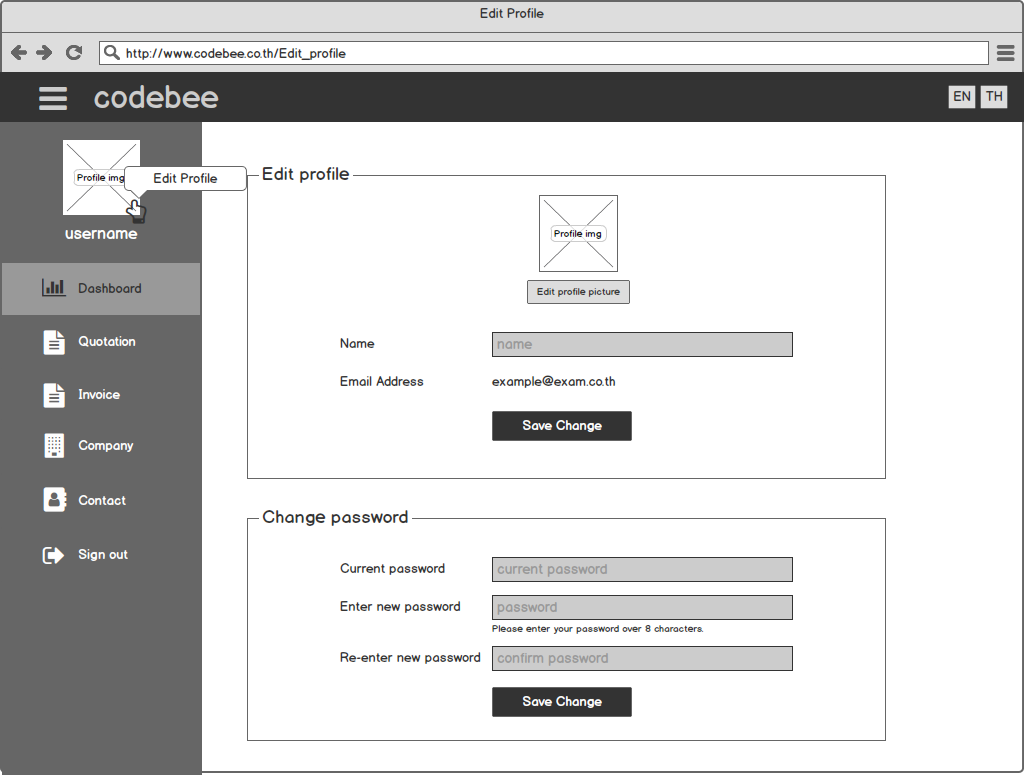 Edit Profile
http://www.codebee.co.th/Edit_profile
codebee
EN TH
Profile img
Edit Profile
username
Dashboard
Quotation
Invoice
Company
Contact
Sign out
Edit profile
Profile img
Edit profile picture
Name name
Email Address example@exam.co.th
Save Change
Change password
Current password current password
Enter new password password
Please enter your password over 8 characters.
Re-enter new password confirm password
Save Change